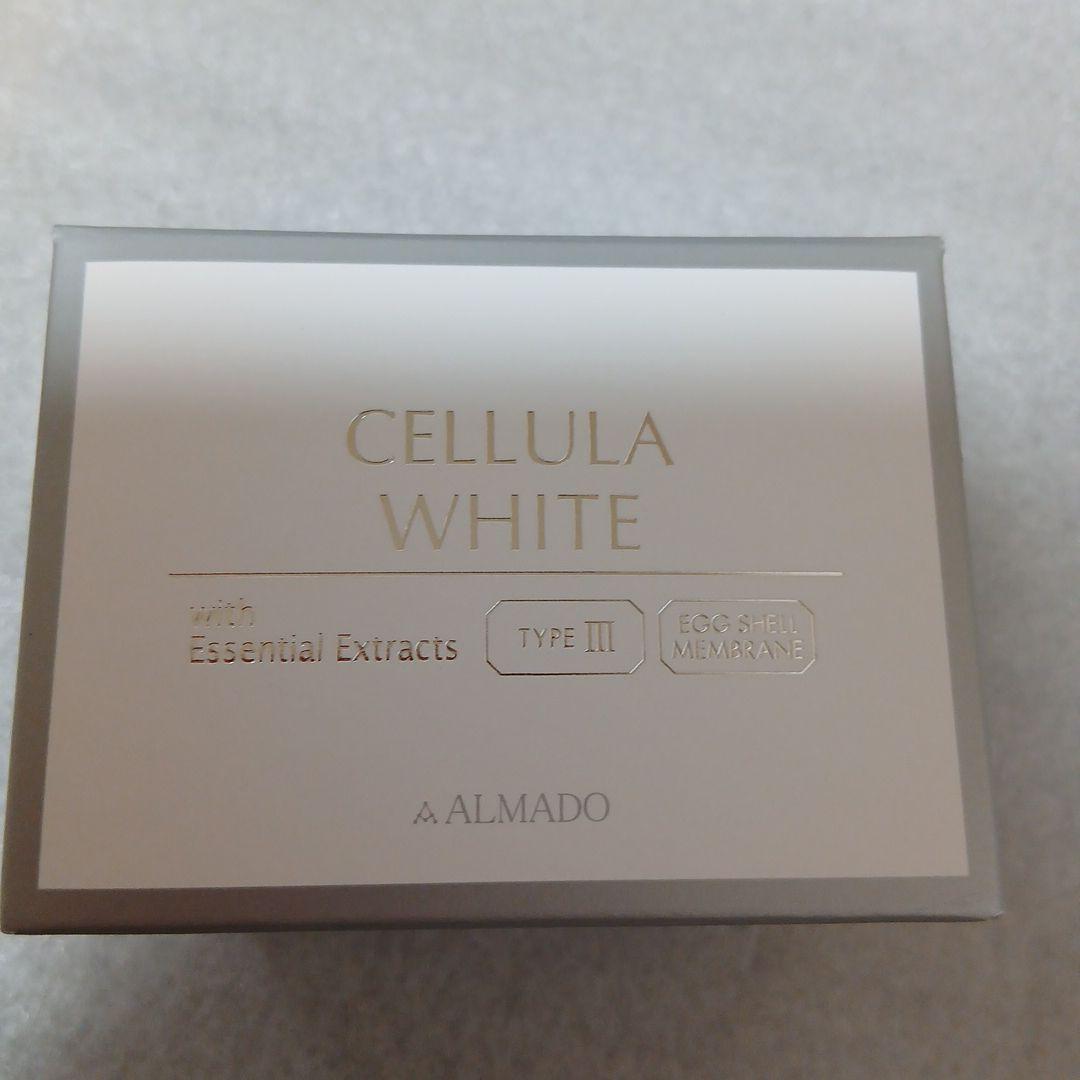 CELLULA
WHITE
with
Essential Extracts
TYPE III
EGG SHELL
MEMBRANE
ALMADO